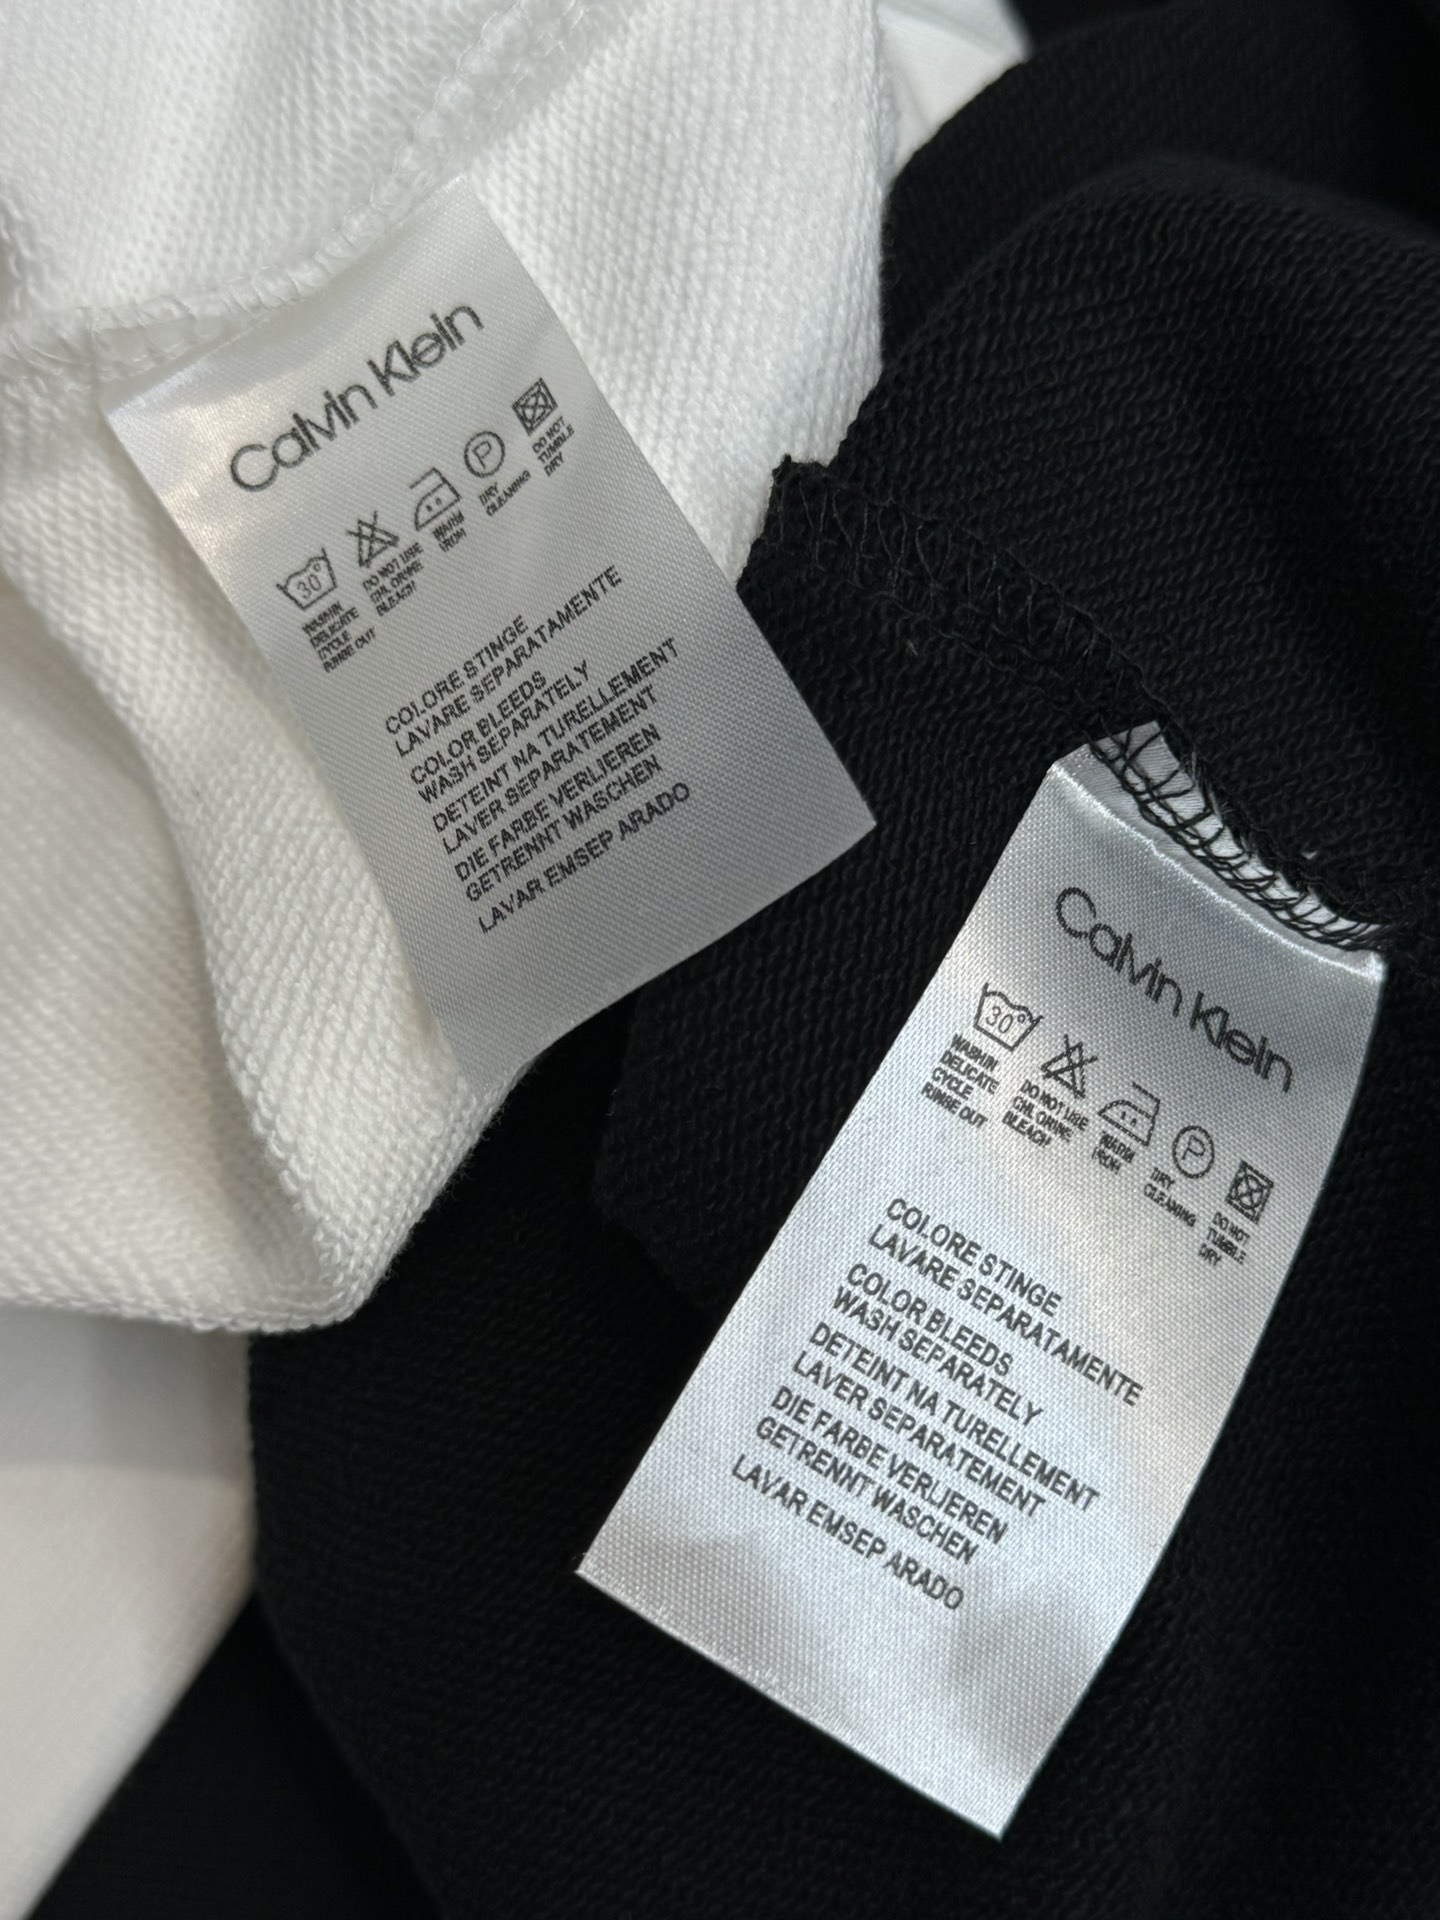 Calvin Klein
30°
WASHIN
DELICATE
CYCLE
RINSE OUT
DO NOT USE
CHLORINE
BLEACH
WARM
IRON
P
DRY
CLEANING
DO NOT
TUMBLE
DRY
COLORE STINGE
LAVARE SEPARATAMENTE
COLOR BLEEDS
WASH SEPARATELY
DETEINT NA TURELLEMENT
LAVER SEPARATEMENT
DIE FARBE VERLIEREN
GETRENNT WASCHEN
LAVAR EMSEP ARADO
Calvin Klein
30°
WASHIN
DELICATE
CYCLE
RINSE OUT
DO NOT USE
CHLORINE
BLEACH
WARM
IRON
P
DRY
CLEANING
DO NOT
TUMBLE
DRY
COLORE STINGE
LAVARE SEPARATAMENTE
COLOR BLEEDS
WASH SEPARATELY
DETEINT NA TURELLEMENT
LAVER SEPARATEMENT
DIE FARBE VERLIEREN
GETRENNT WASCHEN
LAVAR EMSEP ARADO